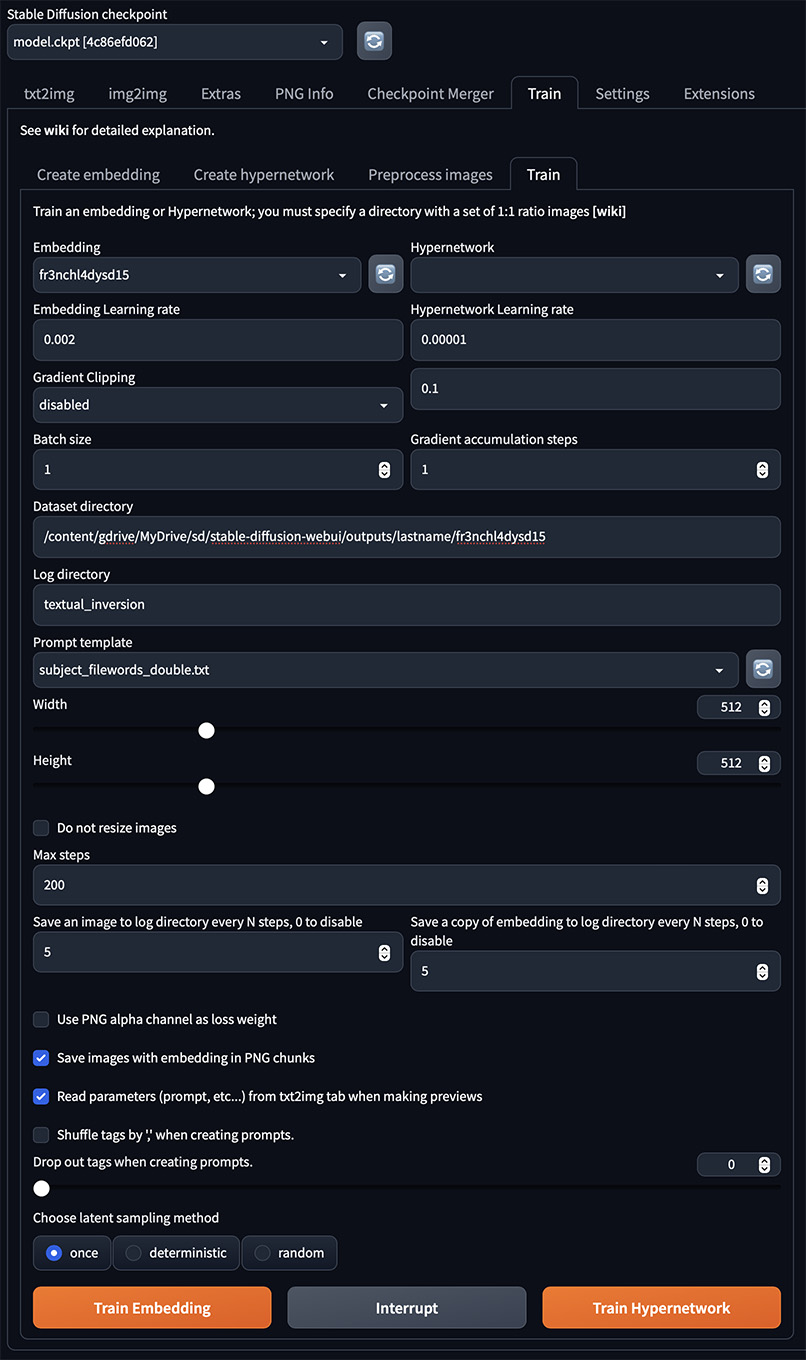 Stable Diffusion checkpoint
model.ckpt [4c86efd062]
txt2img img2img Extras PNG Info Checkpoint Merger Train Settings Extensions
See wiki for detailed explanation.
Create embedding Create hypernetwork Preprocess images Train
Train an embedding or Hypernetwork; you must specify a directory with a set of 1:1 ratio images [wiki]
Embedding Hypernetwork
fr3nchl4dysd15
Embedding Learning rate Hypernetwork Learning rate
0.002 0.00001
Gradient Clipping
disabled 0.1
Batch size Gradient accumulation steps
1 1
Dataset directory
/content/gdrive/MyDrive/sd/stable-diffusion-webui/outputs/lastname/fr3nchl4dysd15
Log directory
textual_inversion
Prompt template
subject_filewords_double.txt
Width 512
Height 512
Do not resize images
Max steps
200
Save an image to log directory every N steps, 0 to disable
5
Save a copy of embedding to log directory every N steps, 0 to
disable
5
Use PNG alpha channel as loss weight
Save images with embedding in PNG chunks
Read parameters (prompt, etc...) from txt2img tab when making previews
Shuffle tags by ',' when creating prompts.
Drop out tags when creating prompts. 0
Choose latent sampling method
once deterministic random
Train Embedding Interrupt Train Hypernetwork